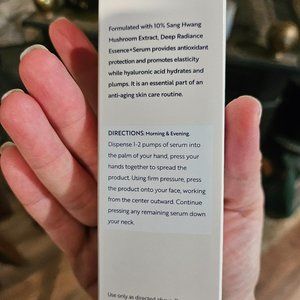 Formulated with 10% Sang Hwang
Mushroom Extract, Deep Radiance
Essence+Serum provides antioxidant
protection and promotes elasticity
while hyaluronic acid hydrates and
plumps. It is an essential part of an
anti-aging skin care routine.
DIRECTIONS: Morning & Evening.
Dispense 1-2 pumps of serum into
the palm of your hand, press your
hands together to spread the
product. Using firm pressure, press
the product onto your face, working
from the center outward. Continue
pressing any remaining serum down
your neck.
Use only as directed